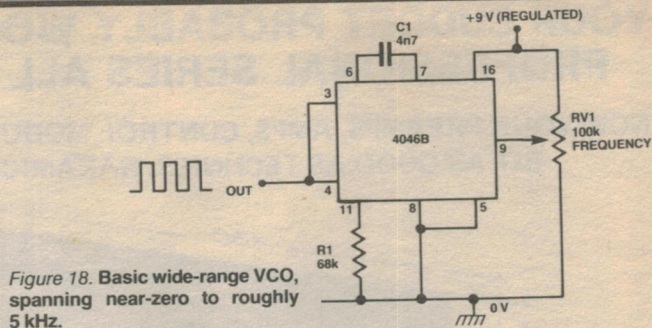 +9 V (REGULATED)
C1
4n7
6
7
16
3
4046B
9
RV1
100k
FREQUENCY
OUT
4
11
8
5
R1
68k
0 V
Figure 18. Basic wide-range VCO,
spanning near-zero to roughly
5 kHz.